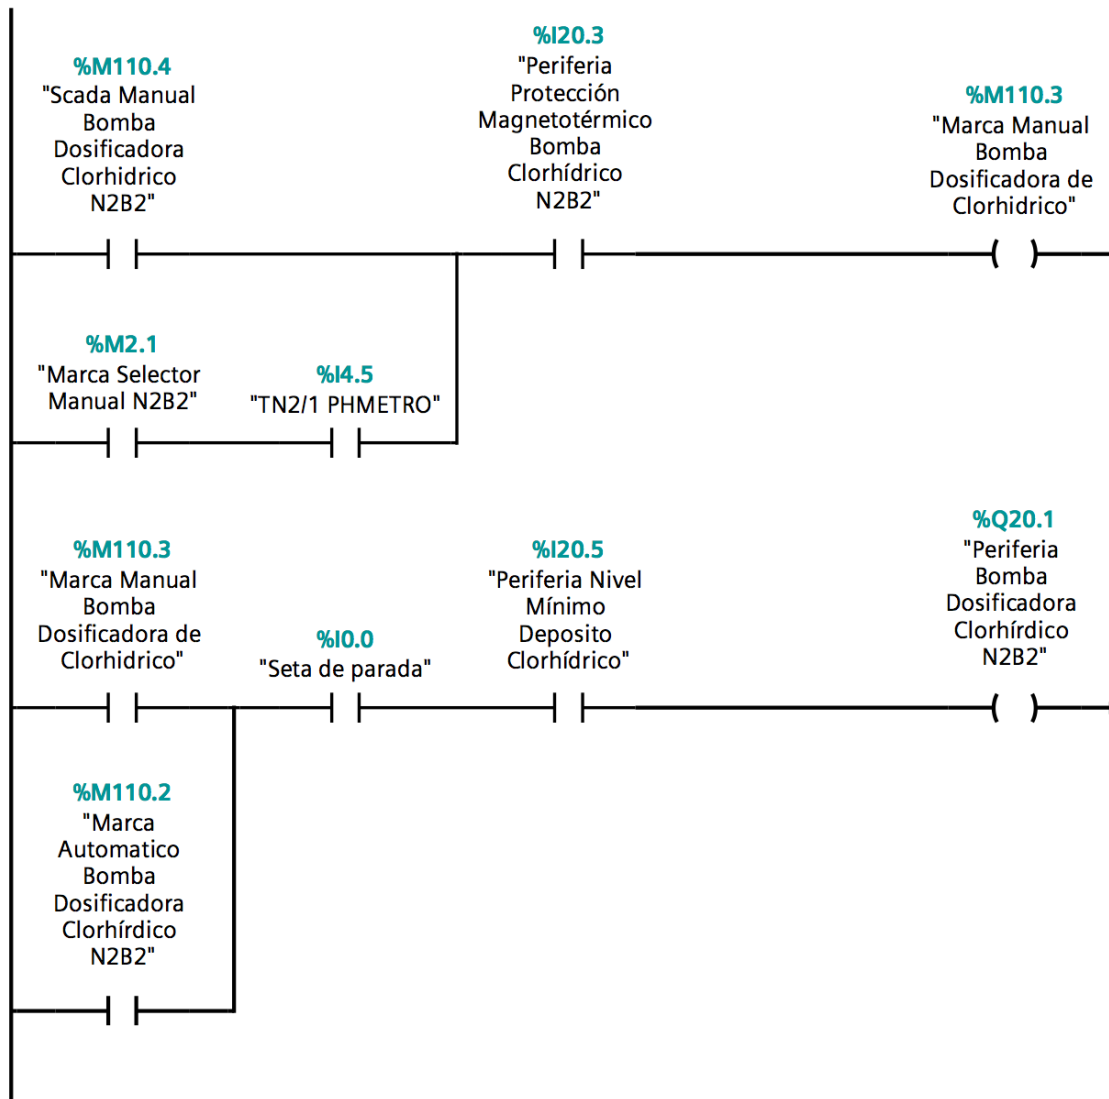 %M110.4
"Scada Manual
Bomba
Dosificadora
Clorhidrico
N2B2"
%I20.3
"Periferia
Protección
Magnetotérmico
Bomba
Clorhídrico
N2B2"
%M110.3
"Marca Manual
Bomba
Dosificadora de
Clorhidrico"
%M2.1
"Marca Selector
Manual N2B2"
%I4.5
"TN2/1 PHMETRO"
%M110.3
"Marca Manual
Bomba
Dosificadora de
Clorhidrico"
%I0.0
"Seta de parada"
%I20.5
"Periferia Nivel
Mínimo
Deposito
Clorhídrico"
%Q20.1
"Periferia
Bomba
Dosificadora
Clorhírdico
N2B2"
%M110.2
"Marca
Automatico
Bomba
Dosificadora
Clorhírdico
N2B2"